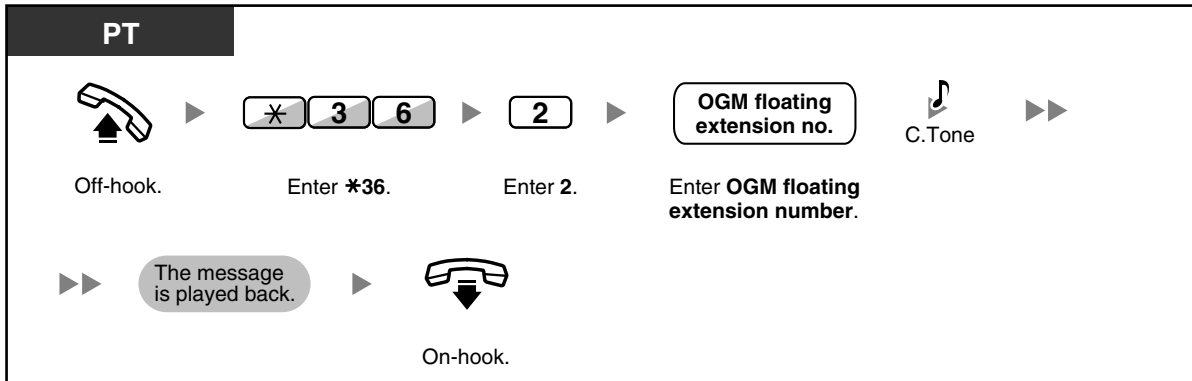 PT
* 3 6
2
OGM floating
extension no.
C.Tone
Off-hook.
Enter *36.
Enter 2.
Enter OGM floating
extension number.
The message
is played back.
On-hook.